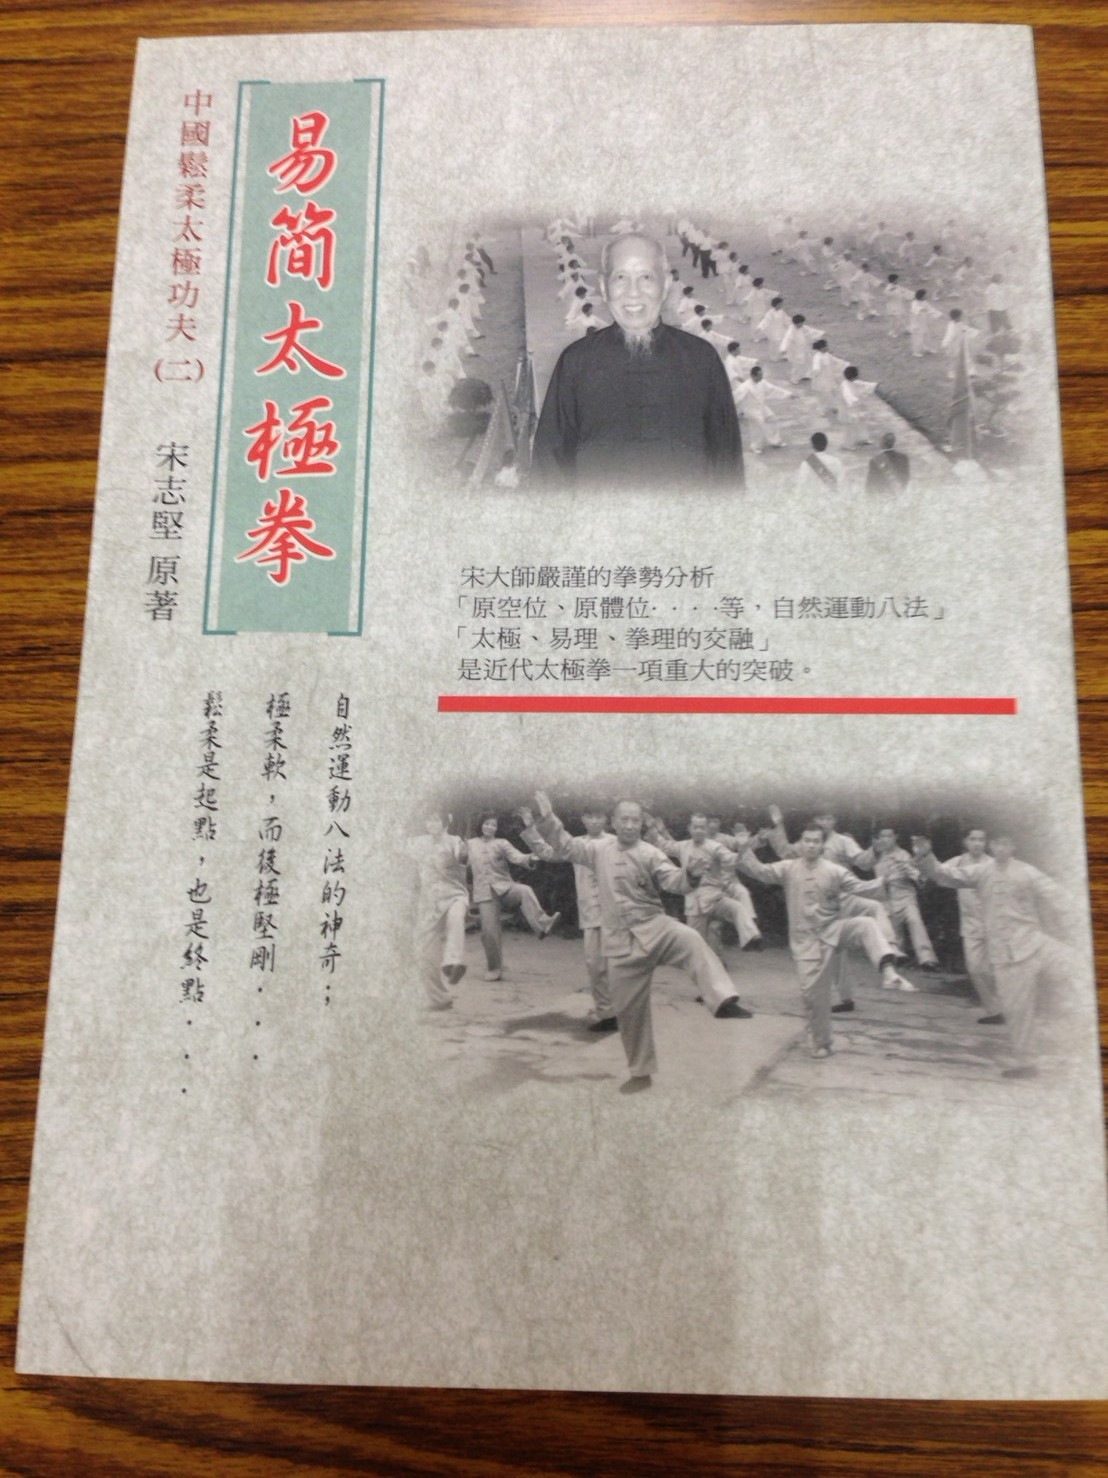 易簡太極拳
中國鬆柔太極功夫(二)
宋志堅 原著
宋大師嚴謹的拳勢分析
「原空位、原體位‧‧‧‧等，自然運動八法」
「太極、易理、拳理的交融」
是近代太極拳一項重大的突破。
自然運動八法的神奇；
極柔軟，而後極堅剛‧‧‧
鬆柔是起點，也是終點‧‧‧